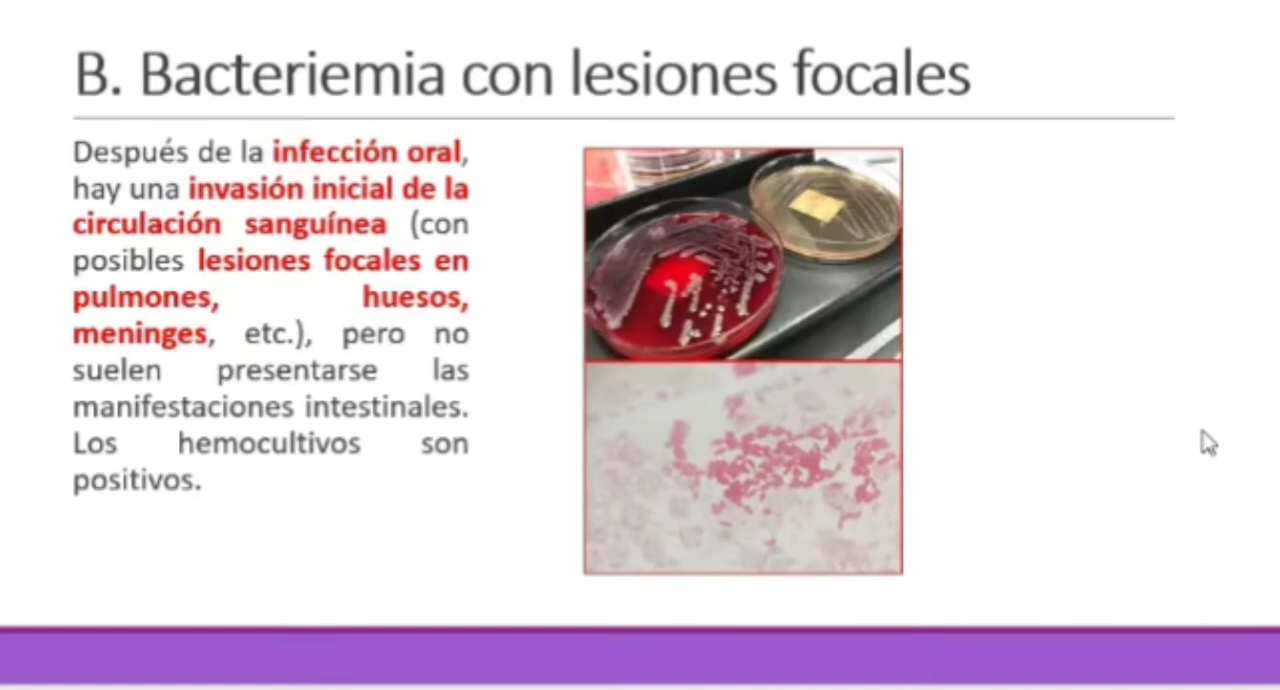 B. Bacteriemia con lesiones focales
Después de la infección oral,
hay una invasión inicial de la
circulación sanguínea (con
posibles lesiones focales en
pulmones, huesos,
meninges, etc.), pero no
suelen presentarse las
manifestaciones intestinales.
Los hemocultivos son
positivos.